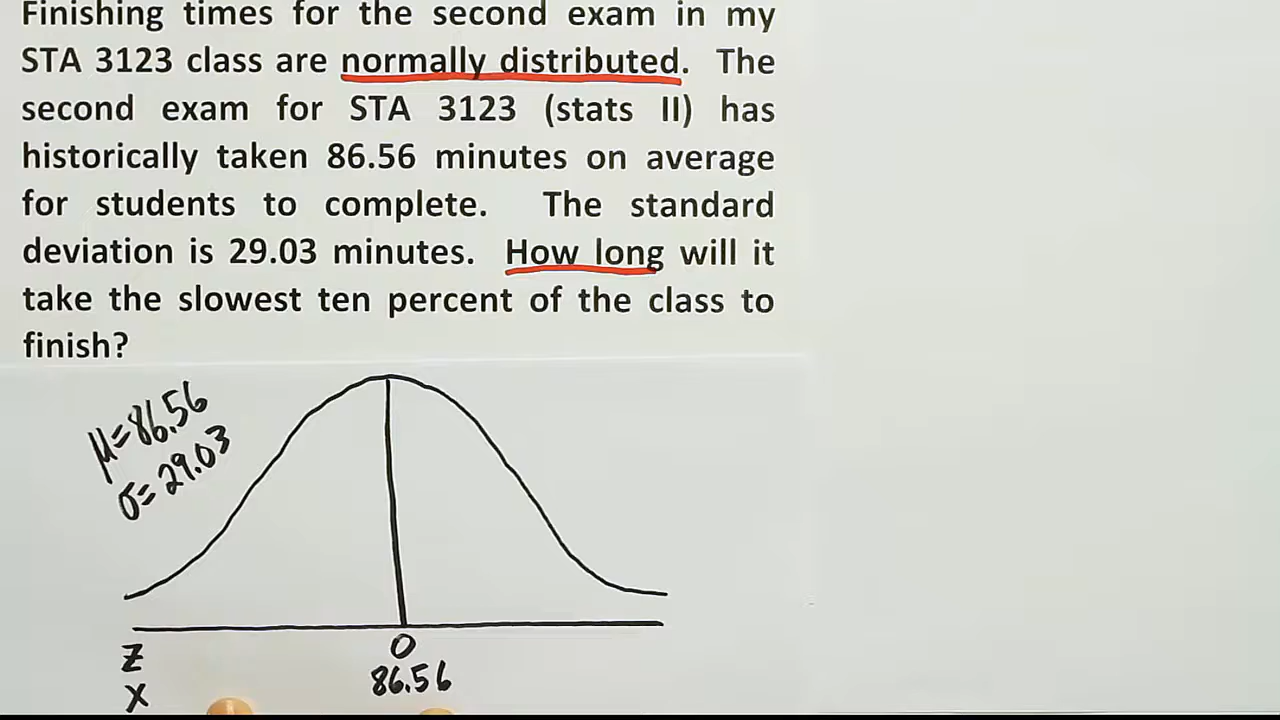 Finishing times for the second exam in my
STA 3123 class are normally distributed. The
second exam for STA 3123 (stats II) has
historically taken 86.56 minutes on average
for students to complete. The standard
deviation is 29.03 minutes. How long will it
take the slowest ten percent of the class to
finish?
μ=86.56
σ=29.03
Z 0
X 86.56